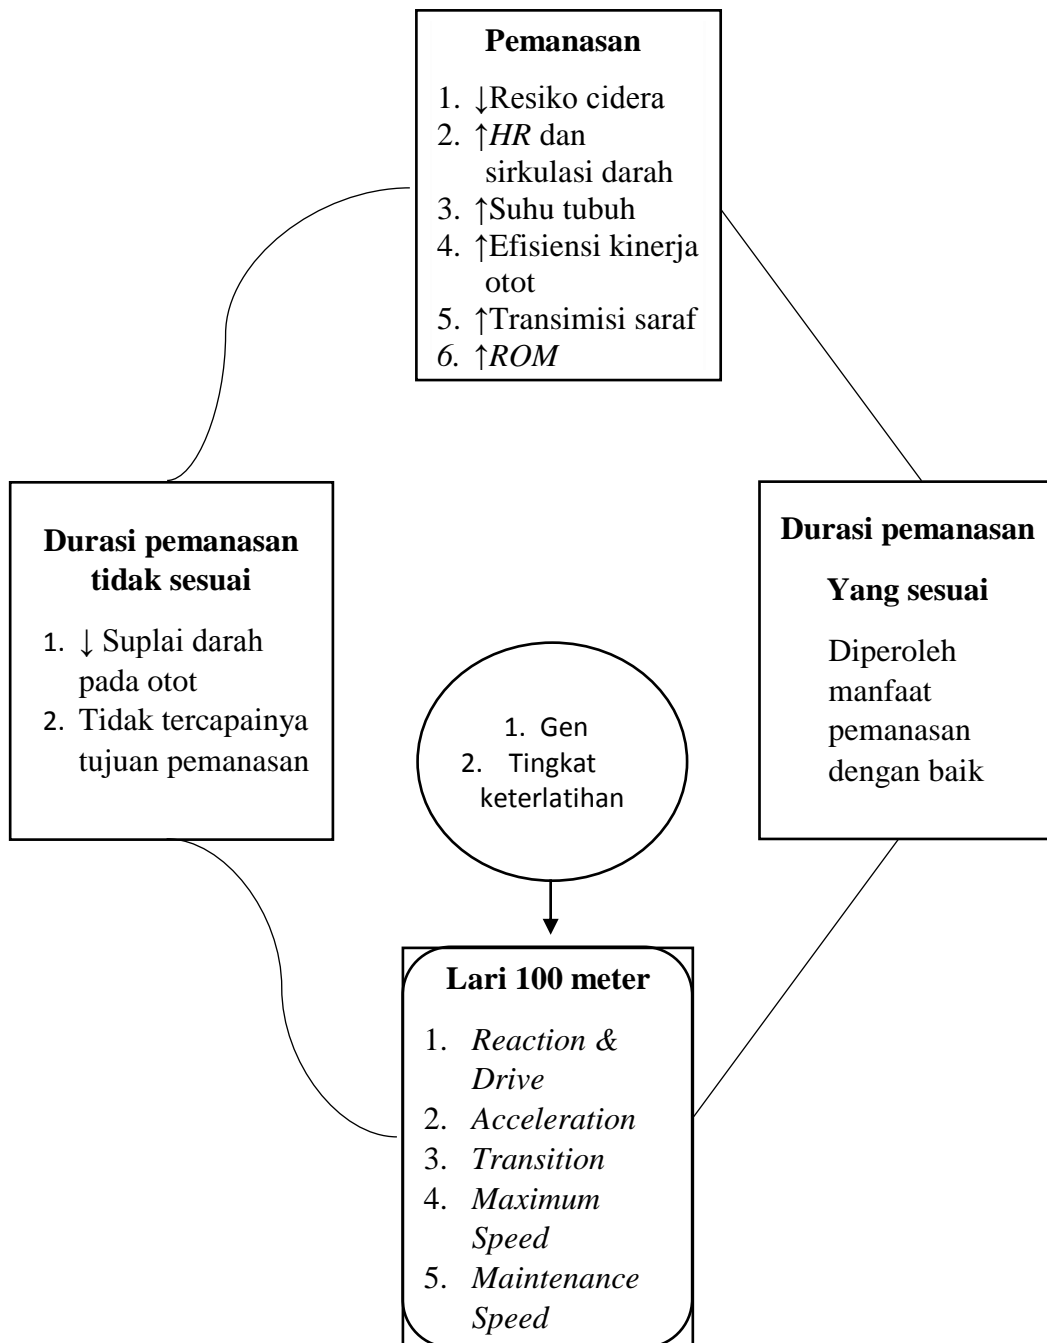 Pemanasan
1. ↓Resiko cidera
2. ↑HR dan
sirkulasi darah
3. ↑Suhu tubuh
4. ↑Efisiensi kinerja
otot
5. ↑Transimisi saraf
6. ↑ROM
Durasi pemanasan
tidak sesuai
1. ↓ Suplai darah
pada otot
2. Tidak tercapainya
tujuan pemanasan
Durasi pemanasan
Yang sesuai
Diperoleh
manfaat
pemanasan
dengan baik
1. Gen
2. Tingkat
keterlatihan
Lari 100 meter
1. Reaction &
Drive
2. Acceleration
3. Transition
4. Maximum
Speed
5. Maintenance
Speed